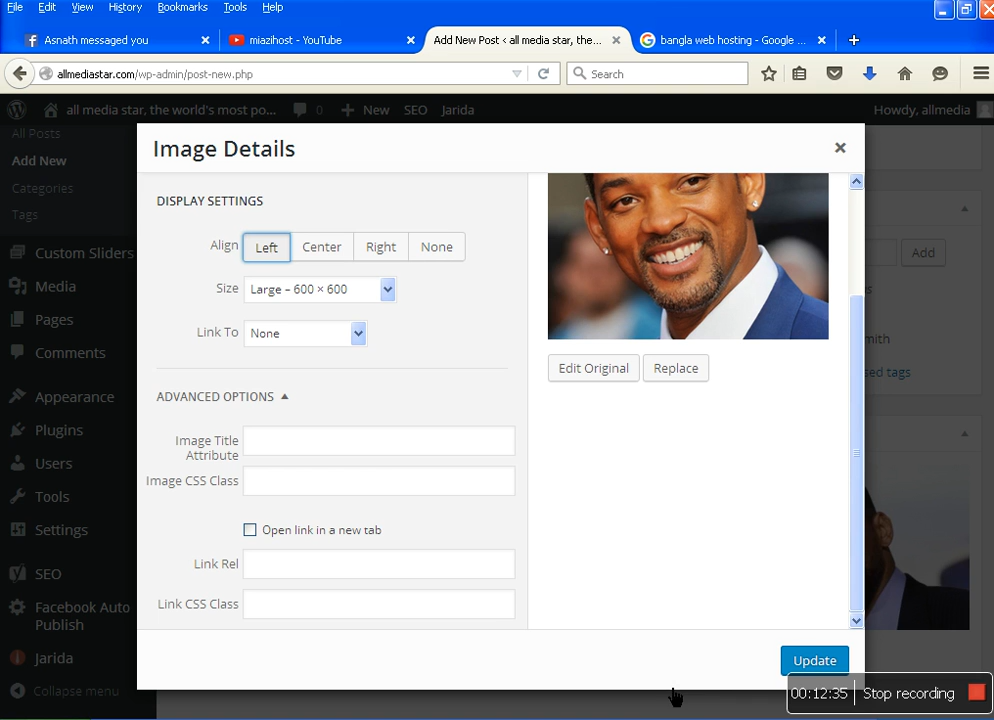 File Edit View History Bookmarks Tools Help
Asnath messaged you
miazihost - YouTube
Add New Post ‹ all media star, the...
bangla web hosting - Google ...
allmediastar.com/wp-admin/post-new.php
Search
all media star, the world's most po...
0
New
SEO
Jarida
Howdy, allmedia
All Posts
Add New
Categories
Tags
Custom Sliders
Media
Pages
Comments
Appearance
Plugins
Users
Tools
Settings
SEO
Facebook Auto
Publish
Jarida
Collapse menu
Image Details
DISPLAY SETTINGS
Align Left Center Right None
Size Large – 600 × 600
Link To None
ADVANCED OPTIONS
Image Title
Attribute
Image CSS Class
Open link in a new tab
Link Rel
Link CSS Class
Edit Original
Replace
Update
Add
mith
ed tags
00:12:35 Stop recording